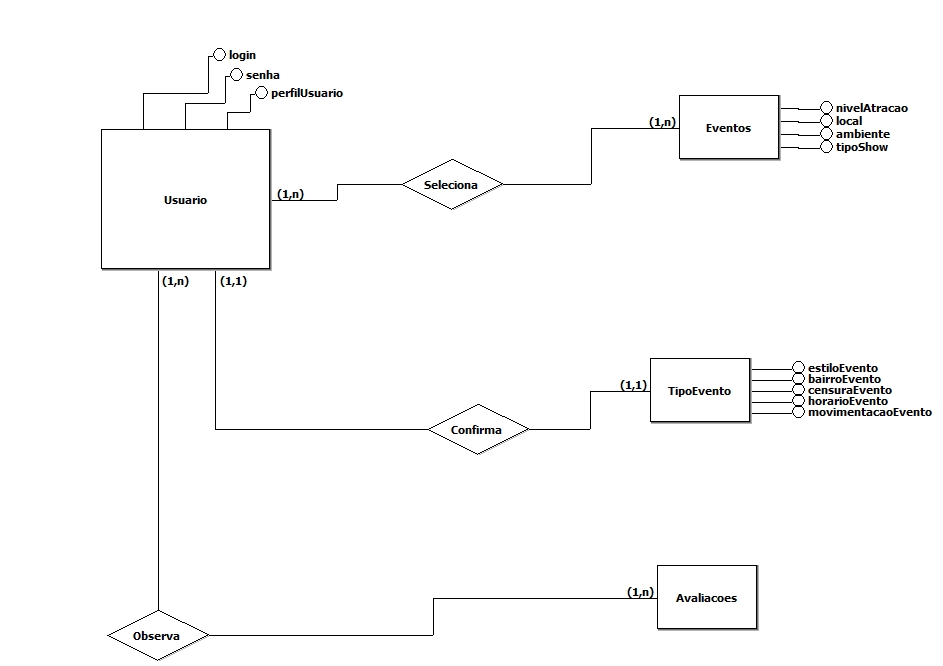 login
senha
perfilUsuario
Usuario
(1,n)
Seleciona
(1,n)
Eventos
nivelAtracao
local
ambiente
tipoShow
(1,n)
(1,1)
Confirma
(1,1)
TipoEvento
estiloEvento
bairroEvento
censuraEvento
horarioEvento
movimentacaoEvento
Observa
(1,n)
Avaliacoes